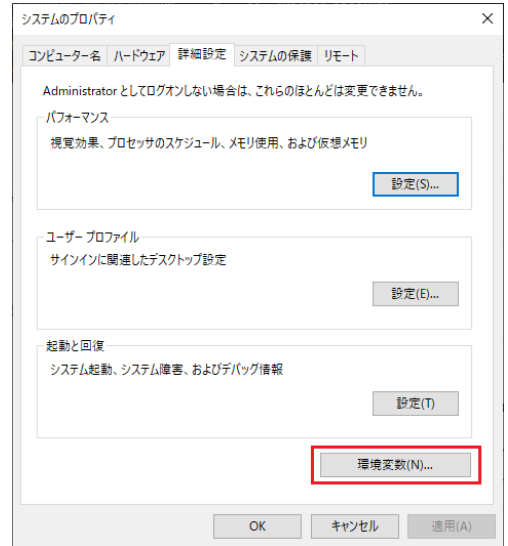 システムのプロパティ
コンピューター名 ハードウェア 詳細設定 システムの保護 リモート
Administrator としてログオンしない場合は、これらのほとんどは変更できません。
パフォーマンス
視覚効果、プロセッサのスケジュール、メモリ使用、および仮想メモリ
設定(S)...
ユーザー プロファイル
サインインに関連したデスクトップ設定
設定(E)...
起動と回復
システム起動、システム障害、およびデバッグ情報
設定(T)
環境変数(N)...
OK キャンセル 適用(A)